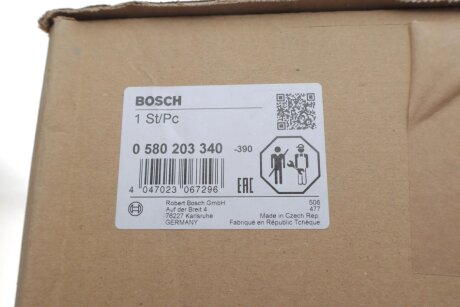 BOSCH
1 St/Pc
0 580 203 340 -390
4 047023 067296
EAC
Robert Bosch GmbH
Auf der Breit 4
76227 Karlsruhe
GERMANY
506
477
Made in Czech Rep.
Fabriqué en République Tchèque